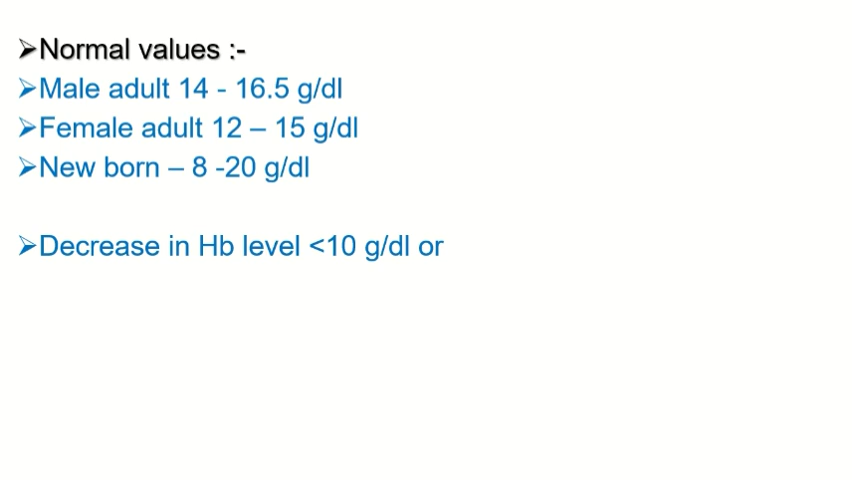 ➢Normal values :-
➢Male adult 14 - 16.5 g/dl
➢Female adult 12 – 15 g/dl
➢New born – 8 -20 g/dl
➢Decrease in Hb level <10 g/dl or